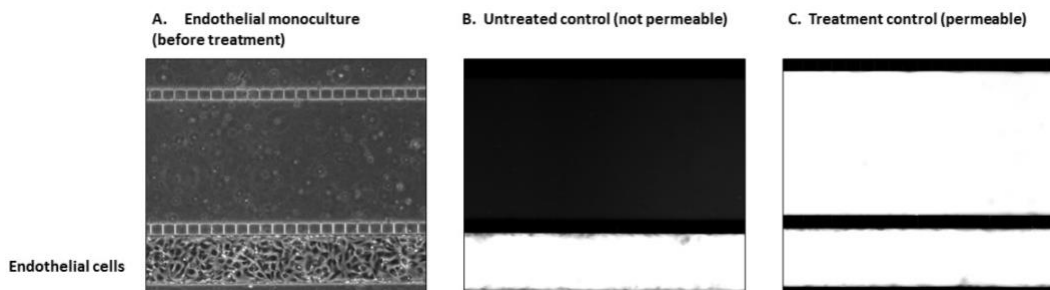 A. Endothelial monoculture
(before treatment)
B. Untreated control (not permeable)
C. Treatment control (permeable)
Endothelial cells